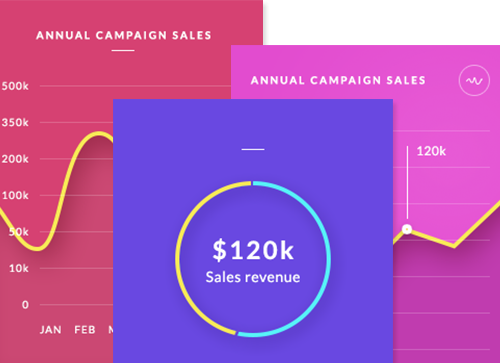 ANNUAL CAMPAIGN SALES
500k
350k
200k
100k
50k
10k
0
JAN FEB
ANNUAL CAMPAIGN SALES
120k
$120k
Sales revenue